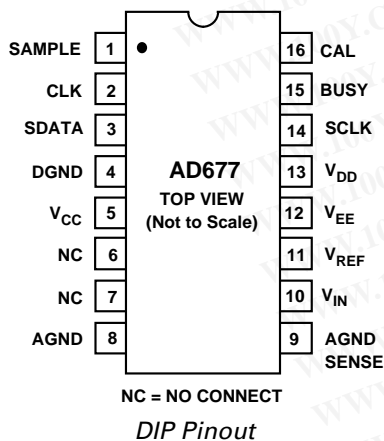 SAMPLE 1 16 CAL
CLK 2 15 BUSY
SDATA 3 14 SCLK
DGND 4 AD677 13 VDD
TOP VIEW
VCC 5 (Not to Scale) 12 VEE
NC 6 11 VREF
NC 7 10 VIN
AGND 8 9 AGND
SENSE
NC = NO CONNECT
DIP Pinout